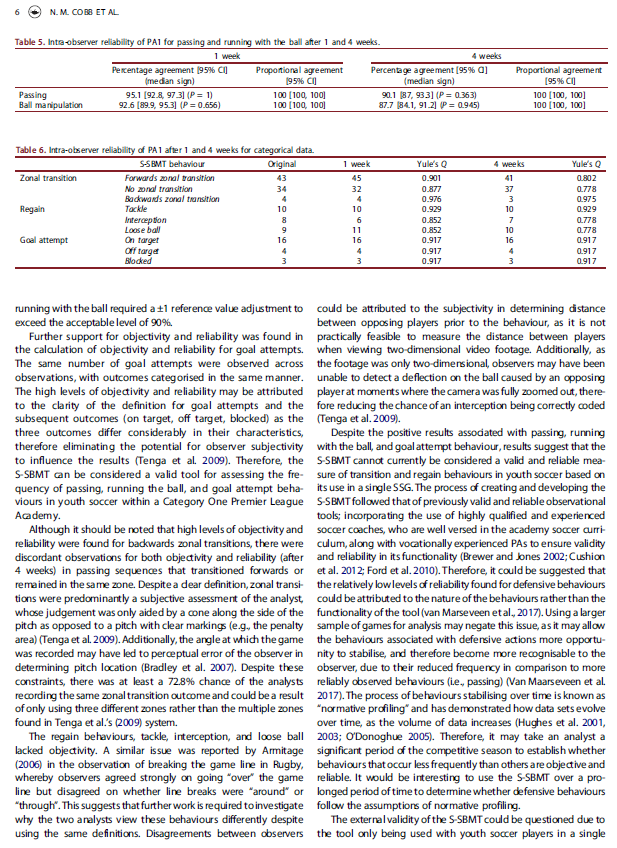 6 N. M. COBB ET AL.
Table 5. Intra-observer reliability of PA1 for passing and running with the ball after 1 and 4 weeks.
1 week 4 weeks
Percentage agreement [95% CI] Proportional agreement Percentage agreement [95% CI] Proportional agreement
(median sign) [95% CI] (median sign) [95% CI]
Passing 95.1 [92.8, 97.3] (P = 1) 100 [100, 100] 90.1 [87, 93.3] (P = 0.363) 100 [100, 100]
Ball manipulation 92.6 [89.9, 95.3] (P = 0.656) 100 [100, 100] 87.7 [84.1, 91.2] (P = 0.945) 100 [100, 100]
Table 6. Intra-observer reliability of PA1 after 1 and 4 weeks for categorical data.
S-SBMT behaviour Original 1 week Yule's Q 4 weeks Yule's Q
Zonal transition Forwards zonal transition 43 45 0.901 41 0.802
No zonal transition 34 32 0.877 37 0.778
Backwards zonal transition 4 4 0.976 3 0.975
Regain Tackle 10 10 0.929 10 0.929
Interception 8 6 0.852 7 0.778
Loose ball 9 11 0.852 10 0.778
Goal attempt On target 16 16 0.917 16 0.917
Off target 4 4 0.917 4 0.917
Blocked 3 3 0.917 3 0.917
running with the ball required a ±1 reference value adjustment to
exceed the acceptable level of 90%.
Further support for objectivity and reliability was found in
the calculation of objectivity and reliability for goal attempts.
The same number of goal attempts were observed across
observations, with outcomes categorised in the same manner.
The high levels of objectivity and reliability may be attributed
to the clarity of the definition for goal attempts and the
subsequent outcomes (on target, off target, blocked) as the
three outcomes differ considerably in their characteristics,
therefore eliminating the potential for observer subjectivity
to influence the results (Tenga et al. 2009). Therefore, the
S-SBMT can be considered a valid tool for assessing the fre-
quency of passing, running the ball, and goal attempt beha-
viours in youth soccer within a Category One Premier League
Academy.
Although it should be noted that high levels of objectivity and
reliability were found for backwards zonal transitions, there were
discordant observations for both objectivity and reliability (after
4 weeks) in passing sequences that transitioned forwards or
remained in the same zone. Despite a clear definition, zonal transi-
tions were predominantly a subjective assessment of the analyst,
whose judgement was only aided by a cone along the side of the
pitch as opposed to a pitch with clear markings (e.g., the penalty
area) (Tenga et al. 2009). Additionally, the angle at which the game
was recorded may have led to perceptual error of the observer in
determining pitch location (Bradley et al. 2007). Despite these
constraints, there was at least a 72.8% chance of the analysts
recording the same zonal transition outcome and could be a result
of only using three different zones rather than the multiple zones
found in Tenga et al.'s (2009) system.
The regain behaviours, tackle, interception, and loose ball
lacked objectivity. A similar issue was reported by Armitage
(2006) in the observation of breaking the game line in Rugby,
whereby observers agreed strongly on going "over" the game
line but disagreed on whether line breaks were "around" or
"through". This suggests that further work is required to investigate
why the two analysts view these behaviours differently despite
using the same definitions. Disagreements between observers
could be attributed to the subjectivity in determining distance
between opposing players prior to the behaviour, as it is not
practically feasible to measure the distance between players
when viewing two-dimensional video footage. Additionally, as
the footage was only two-dimensional, observers may have been
unable to detect a deflection on the ball caused by an opposing
player at moments where the camera was fully zoomed out, there-
fore reducing the chance of an interception being correctly coded
(Tenga et al. 2009).
Despite the positive results associated with passing, running
with the ball, and goal attempt behaviour, results suggest that the
S-SBMT cannot currently be considered a valid and reliable mea-
sure of transition and regain behaviours in youth soccer based on
its use in a single SSG. The process of creating and developing the
S-SBMT followed that of previously valid and reliable observational
tools; incorporating the use of highly qualified and experienced
soccer coaches, who are well versed in the academy soccer curri-
culum, along with vocationally experienced PAs to ensure validity
and reliability in its functionality (Brewer and Jones 2002; Cushion
et al. 2012; Ford et al. 2010). Therefore, it could be suggested that
the relatively low levels of reliability found for defensive behaviours
could be attributed to the nature of the behaviours rather than the
functionality of the tool (van Marseveen et al., 2017). Using a larger
sample of games for analysis may negate this issue, as it may allow
the behaviours associated with defensive actions more opportu-
nity to stabilise, and therefore become more recognisable to the
observer, due to their reduced frequency in comparison to more
reliably observed behaviours (i.e., passing) (Van Maarseveen et al.
2017). The process of behaviours stabilising over time is known as
"normative profiling" and has demonstrated how data sets evolve
over time, as the volume of data increases (Hughes et al. 2001,
2003; O'Donoghue 2005). Therefore, it may take an analyst a
significant period of the competitive season to establish whether
behaviours that occur less frequently than others are objective and
reliable. It would be interesting to use the S-SBMT over a pro-
longed period of time to determine whether defensive behaviours
follow the assumptions of normative profiling.
The external validity of the S-SBMT could be questioned due to
the tool only being used with youth soccer players in a single